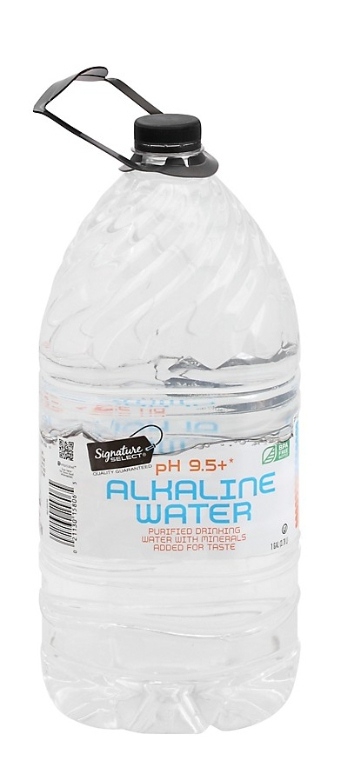 Signature
SELECT®
QUALITY GUARANTEED
pH 9.5+*
ALKALINE
WATER
PURIFIED DRINKING
WATER WITH MINERALS
ADDED FOR TASTE